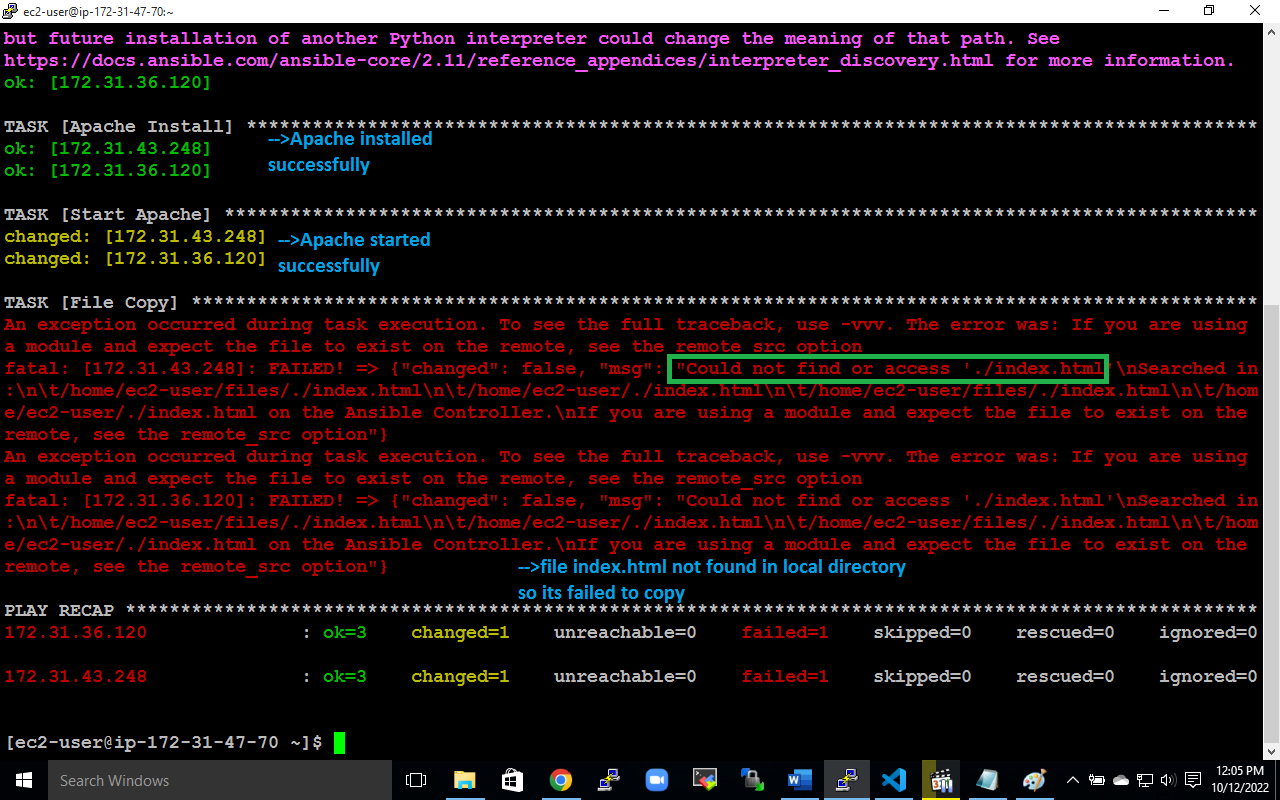 ec2-user@ip-172-31-47-70:~
but future installation of another Python interpreter could change the meaning of that path. See
https://docs.ansible.com/ansible-core/2.11/reference_appendices/interpreter_discovery.html for more information.
ok: [172.31.36.120]
TASK [Apache Install] ********************************************************************************************
-->Apache installed
ok: [172.31.43.248]
successfully
ok: [172.31.36.120]
TASK [Start Apache] **********************************************************************************************
changed: [172.31.43.248]
-->Apache started
changed: [172.31.36.120]
successfully
TASK [File Copy] *************************************************************************************************
An exception occurred during task execution. To see the full traceback, use -vvv. The error was: If you are using
a module and expect the file to exist on the remote, see the remote_src option
fatal: [172.31.43.248]: FAILED! => {"changed": false, "msg": "Could not find or access './index.html'\nSearched in
:\n\t/home/ec2-user/files/./index.html\n\t/home/ec2-user/./index.html\n\t/home/ec2-user/files/./index.html\n\t/hom
e/ec2-user/./index.html on the Ansible Controller.\nIf you are using a module and expect the file to exist on the
remote, see the remote_src option"}
An exception occurred during task execution. To see the full traceback, use -vvv. The error was: If you are using
a module and expect the file to exist on the remote, see the remote_src option
fatal: [172.31.36.120]: FAILED! => {"changed": false, "msg": "Could not find or access './index.html'\nSearched in
:\n\t/home/ec2-user/files/./index.html\n\t/home/ec2-user/./index.html\n\t/home/ec2-user/files/./index.html\n\t/hom
e/ec2-user/./index.html on the Ansible Controller.\nIf you are using a module and expect the file to exist on the
remote, see the remote_src option"}
-->file index.html not found in local directory
so its failed to copy
PLAY RECAP *******************************************************************************************************
172.31.36.120 : ok=3 changed=1 unreachable=0 failed=1 skipped=0 rescued=0 ignored=0
172.31.43.248 : ok=3 changed=1 unreachable=0 failed=1 skipped=0 rescued=0 ignored=0
[ec2-user@ip-172-31-47-70 ~]$
Search Windows
12:05 PM
10/12/2022